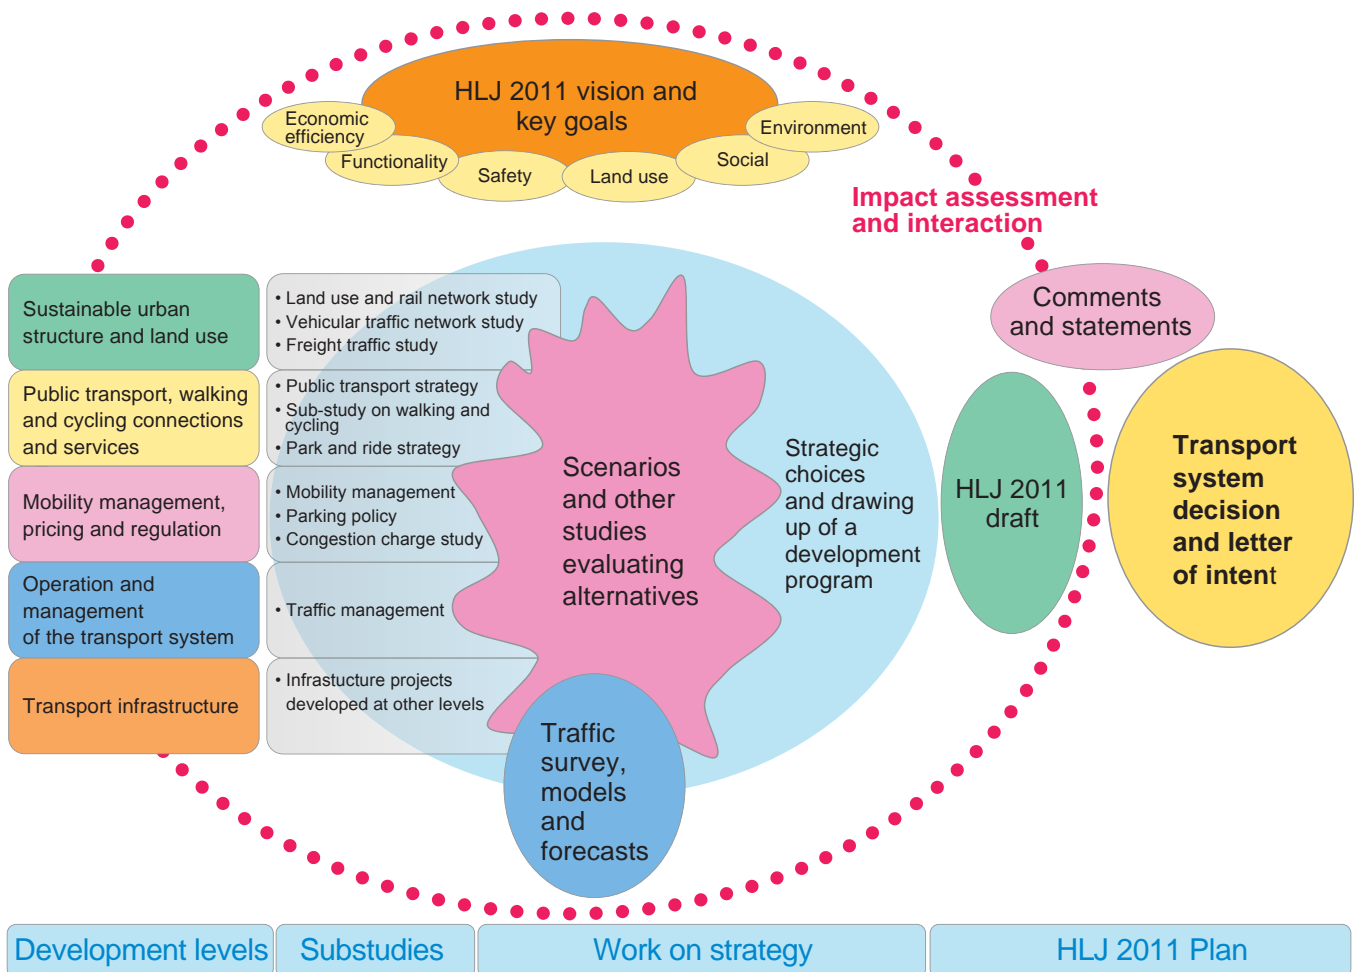 HLJ 2011 vision and
key goals
Economic
efficiency
Functionality
Safety
Land use
Social
Environment
Impact assessment
and interaction
Sustainable urban
structure and land use
• Land use and rail network study
• Vehicular traffic network study
• Freight traffic study
Public transport, walking
and cycling connections
and services
• Public transport strategy
• Sub-study on walking and
cycling
• Park and ride strategy
Mobility management,
pricing and regulation
• Mobility management
• Parking policy
• Congestion charge study
Operation and
management
of the transport system
• Traffic management
Transport infrastructure
• Infrastucture projects
developed at other levels
Scenarios
and other
studies
evaluating
alternatives
Traffic
survey,
models
and
forecasts
Strategic
choices
and drawing
up of a
development
program
HLJ 2011
draft
Comments
and statements
Transport
system
decision
and letter
of intent
Development levels
Substudies
Work on strategy
HLJ 2011 Plan